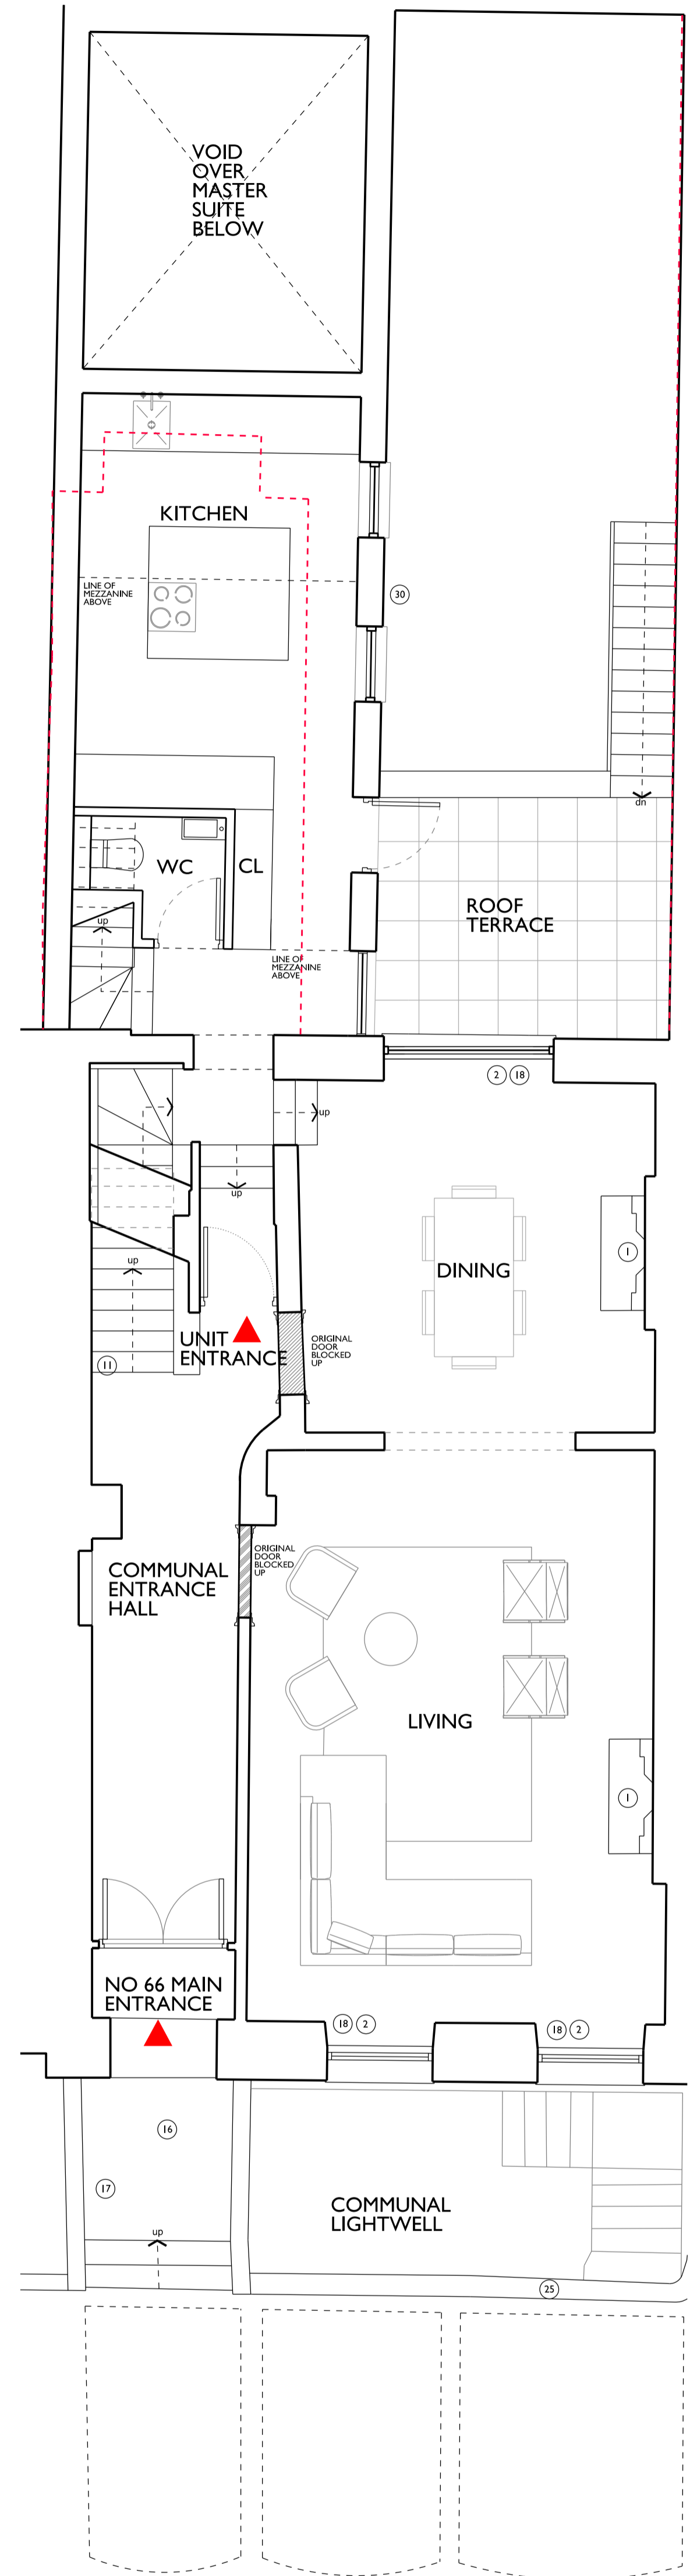 VOID
OVER
MASTER
SUITE
BELOW
KITCHEN
LINE OF
MEZZANINE
ABOVE
30
dn
WC
CL
ROOF
TERRACE
up
LINE OF
MEZZANINE
ABOVE
2
18
up
up
DINING
1
up
UNIT
ENTRANCE
ORIGINAL
DOOR
BLOCKED
UP
11
ORIGINAL
DOOR
BLOCKED
UP
COMMUNAL
ENTRANCE
HALL
LIVING
1
NO 66 MAIN
ENTRANCE
18
2
18
2
16
17
COMMUNAL
LIGHTWELL
up
25